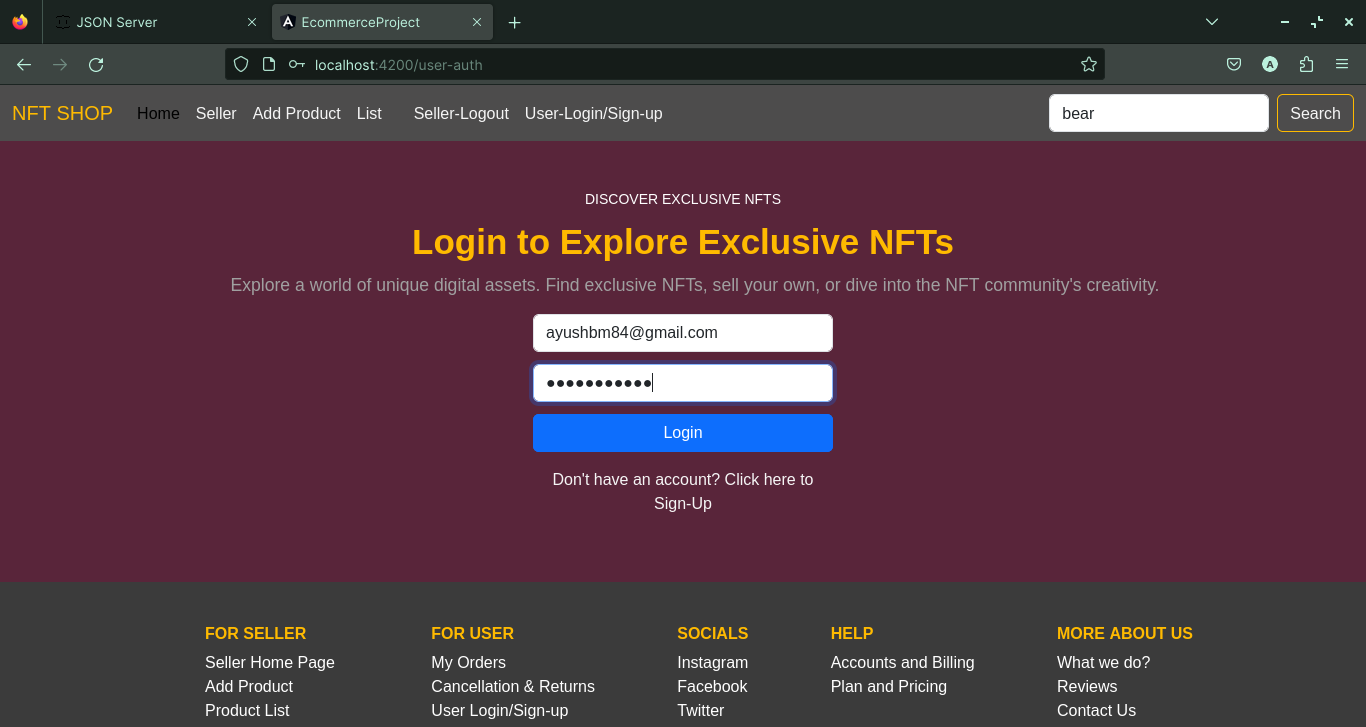 JSON Server
EcommerceProject
localhost:4200/user-auth
A
NFT SHOP Home Seller Add Product List Seller-Logout User-Login/Sign-up bear Search
DISCOVER EXCLUSIVE NFTS
Login to Explore Exclusive NFTs
Explore a world of unique digital assets. Find exclusive NFTs, sell your own, or dive into the NFT community's creativity.
ayushbm84@gmail.com
●●●●●●●●●●●
Login
Don't have an account? Click here to
Sign-Up
FOR SELLER
Seller Home Page
Add Product
Product List
FOR USER
My Orders
Cancellation & Returns
User Login/Sign-up
SOCIALS
Instagram
Facebook
Twitter
HELP
Accounts and Billing
Plan and Pricing
MORE ABOUT US
What we do?
Reviews
Contact Us